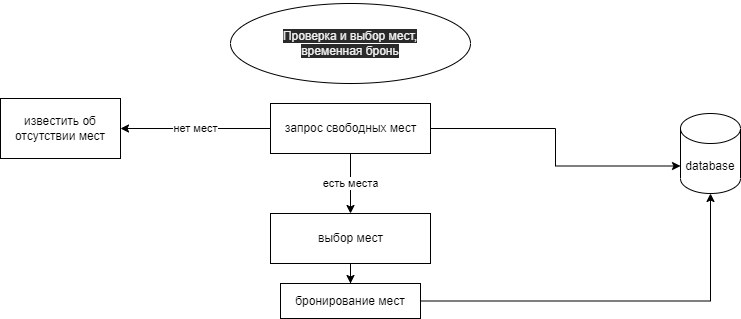 Проверка и выбор мест,
временная бронь
известить об
отсутствии мест
нет мест
запрос свободных мест
database
есть места
выбор мест
бронирование мест